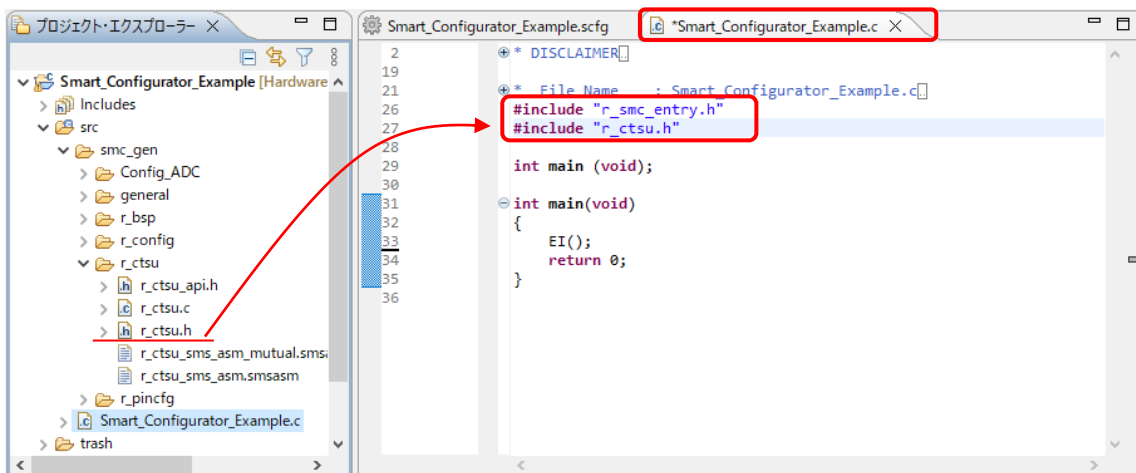 プロジェクト・エクスプローラー
Smart_Configurator_Example [Hardware
Includes
src
smc_gen
Config_ADC
general
r_bsp
r_config
r_ctsu
r_ctsu_api.h
r_ctsu.c
r_ctsu.h
r_ctsu_sms_asm_mutual.smsa
r_ctsu_sms_asm.smsasm
r_pincfg
Smart_Configurator_Example.c
trash
Smart_Configurator_Example.scfg
*Smart_Configurator_Example.c
2 * DISCLAIMER
19
21 * File Name : Smart_Configurator_Example.c
26 #include "r_smc_entry.h"
27 #include "r_ctsu.h"
28
29 int main (void);
30
31 int main(void)
32 {
33 EI();
34 return 0;
35 }
36